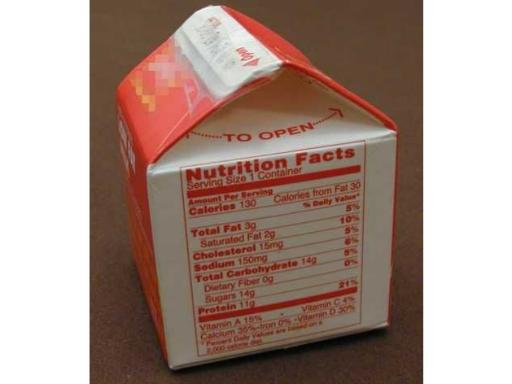 Open
TO OPEN
Nutrition Facts
Serving Size 1 Container
Amount Per Serving
Calories 130 Calories from Fat 30
% Daily Value*
Total Fat 3g 5%
Saturated Fat 2g 10%
Cholesterol 15mg 5%
Sodium 150mg 6%
Total Carbohydrate 14g 5%
Dietary Fiber 0g 0%
Sugars 14g
Protein 11g 21%
Vitamin A 15% - Vitamin C 4%
Calcium 35%-Iron 0% -Vitamin D 30%
*Percent Daily Values are based on a
2,000 calorie diet.